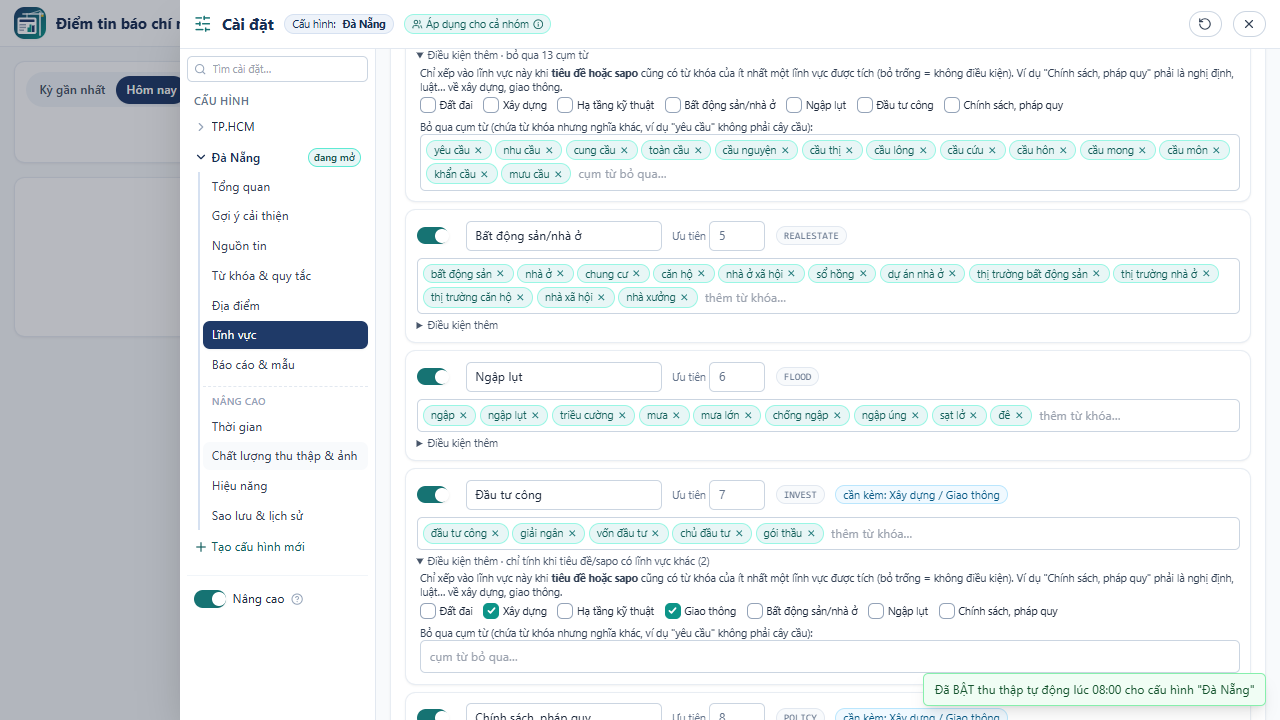 Điểm tin báo chí
Cài đặt
Cấu hình: Đà Nẵng
Áp dụng cho cả nhóm
Kỳ gần nhất
Hôm nay
Tìm cài đặt...
CẤU HÌNH
TP.HCM
Đà Nẵng
đang mở
Tổng quan
Gợi ý cải thiện
Nguồn tin
Từ khóa & quy tắc
Địa điểm
Lĩnh vực
Báo cáo & mẫu
NÂNG CAO
Thời gian
Chất lượng thu thập & ảnh
Hiệu năng
Sao lưu & lịch sử
+ Tạo cấu hình mới
Nâng cao
▼ Điều kiện thêm · bỏ qua 13 cụm từ
Chỉ xếp vào lĩnh vực này khi tiêu đề hoặc sapo cũng có từ khóa của ít nhất một lĩnh vực được tích (bỏ trống = không điều kiện). Ví dụ "Chính sách, pháp quy" phải là nghị định,
luật... về xây dựng, giao thông.
Đất đai Xây dựng Hạ tầng kỹ thuật Bất động sản/nhà ở Ngập lụt Đầu tư công Chính sách, pháp quy
Bỏ qua cụm từ (chứa từ khóa nhưng nghĩa khác, ví dụ "yêu cầu" không phải cây cầu):
yêu cầu × nhu cầu × cung cầu × toàn cầu × cầu nguyện × cầu thị × cầu lông × cầu cứu × cầu hôn × cầu mong × cầu môn ×
khẩn cầu × mưu cầu × cụm từ bỏ qua...
Bất động sản/nhà ở Ưu tiên 5 REALESTATE
bất động sản × nhà ở × chung cư × căn hộ × nhà ở xã hội × sổ hồng × dự án nhà ở × thị trường bất động sản × thị trường nhà ở ×
thị trường căn hộ × nhà xã hội × nhà xưởng × thêm từ khóa...
▶ Điều kiện thêm
Ngập lụt Ưu tiên 6 FLOOD
ngập × ngập lụt × triều cường × mưa × mưa lớn × chống ngập × ngập úng × sạt lở × đê × thêm từ khóa...
▶ Điều kiện thêm
Đầu tư công Ưu tiên 7 INVEST cần kèm: Xây dựng / Giao thông
đầu tư công × giải ngân × vốn đầu tư × chủ đầu tư × gói thầu × thêm từ khóa...
▼ Điều kiện thêm · chỉ tính khi tiêu đề/sapo có lĩnh vực khác (2)
Chỉ xếp vào lĩnh vực này khi tiêu đề hoặc sapo cũng có từ khóa của ít nhất một lĩnh vực được tích (bỏ trống = không điều kiện). Ví dụ "Chính sách, pháp quy" phải là nghị định,
luật... về xây dựng, giao thông.
Đất đai Xây dựng Hạ tầng kỹ thuật Giao thông Bất động sản/nhà ở Ngập lụt Chính sách, pháp quy
Bỏ qua cụm từ (chứa từ khóa nhưng nghĩa khác, ví dụ "yêu cầu" không phải cây cầu):
cụm từ bỏ qua...
Chính sách, pháp quy Ưu tiên 8 POLICY cần kèm: Xây dựng / Giao thông
Đã BẬT thu thập tự động lúc 08:00 cho cấu hình "Đà Nẵng"